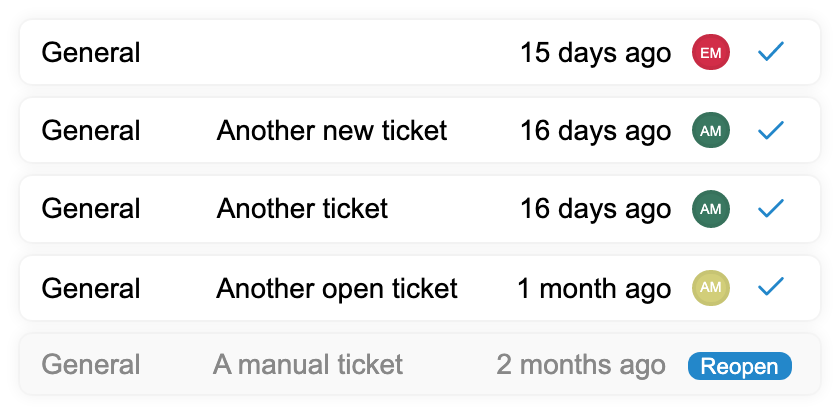 General 15 days ago EM
General Another new ticket 16 days ago AM
General Another ticket 16 days ago AM
General Another open ticket 1 month ago AM
General A manual ticket 2 months ago Reopen